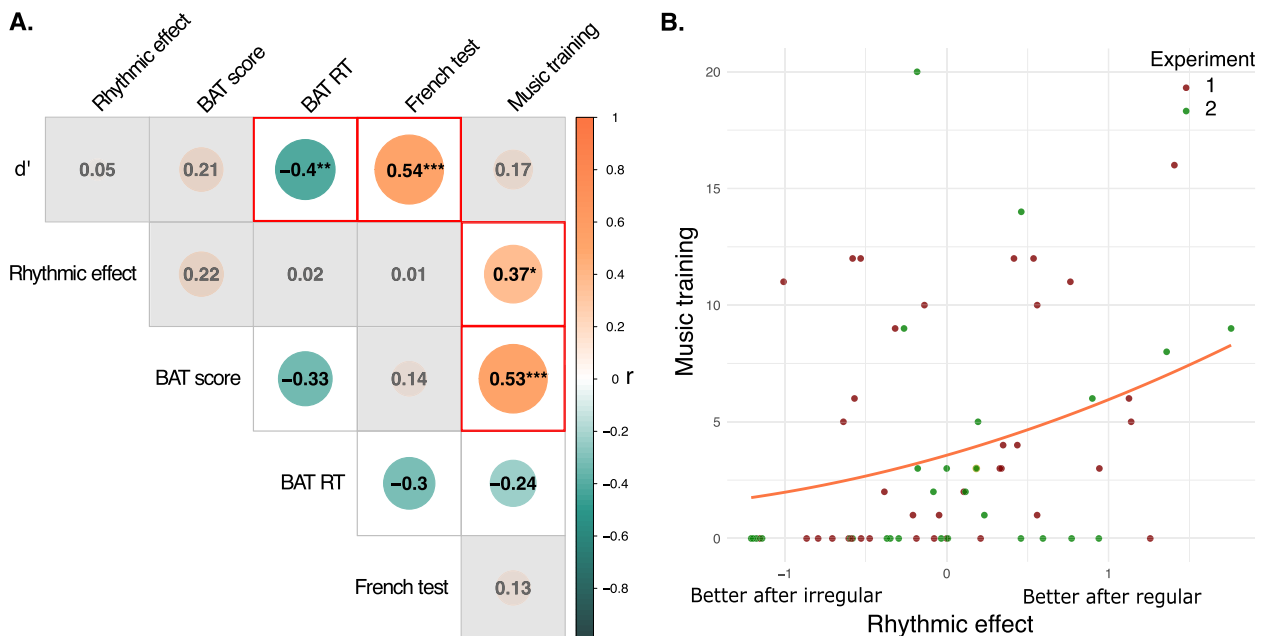 A.
Rhythmic effect
BAT score
BAT RT
French test
Music training
d' 0.05 0.21 −0.4** 0.54*** 0.17
Rhythmic effect 0.22 0.02 0.01 0.37*
BAT score −0.33 0.14 0.53***
BAT RT −0.3 −0.24
French test 0.13
1
0.8
0.6
0.4
0.2
0
−0.2
−0.4
−0.6
−0.8
r
B.
Experiment
1
2
Music training
20
15
10
5
0
−1 0 1
Better after irregular Better after regular
Rhythmic effect